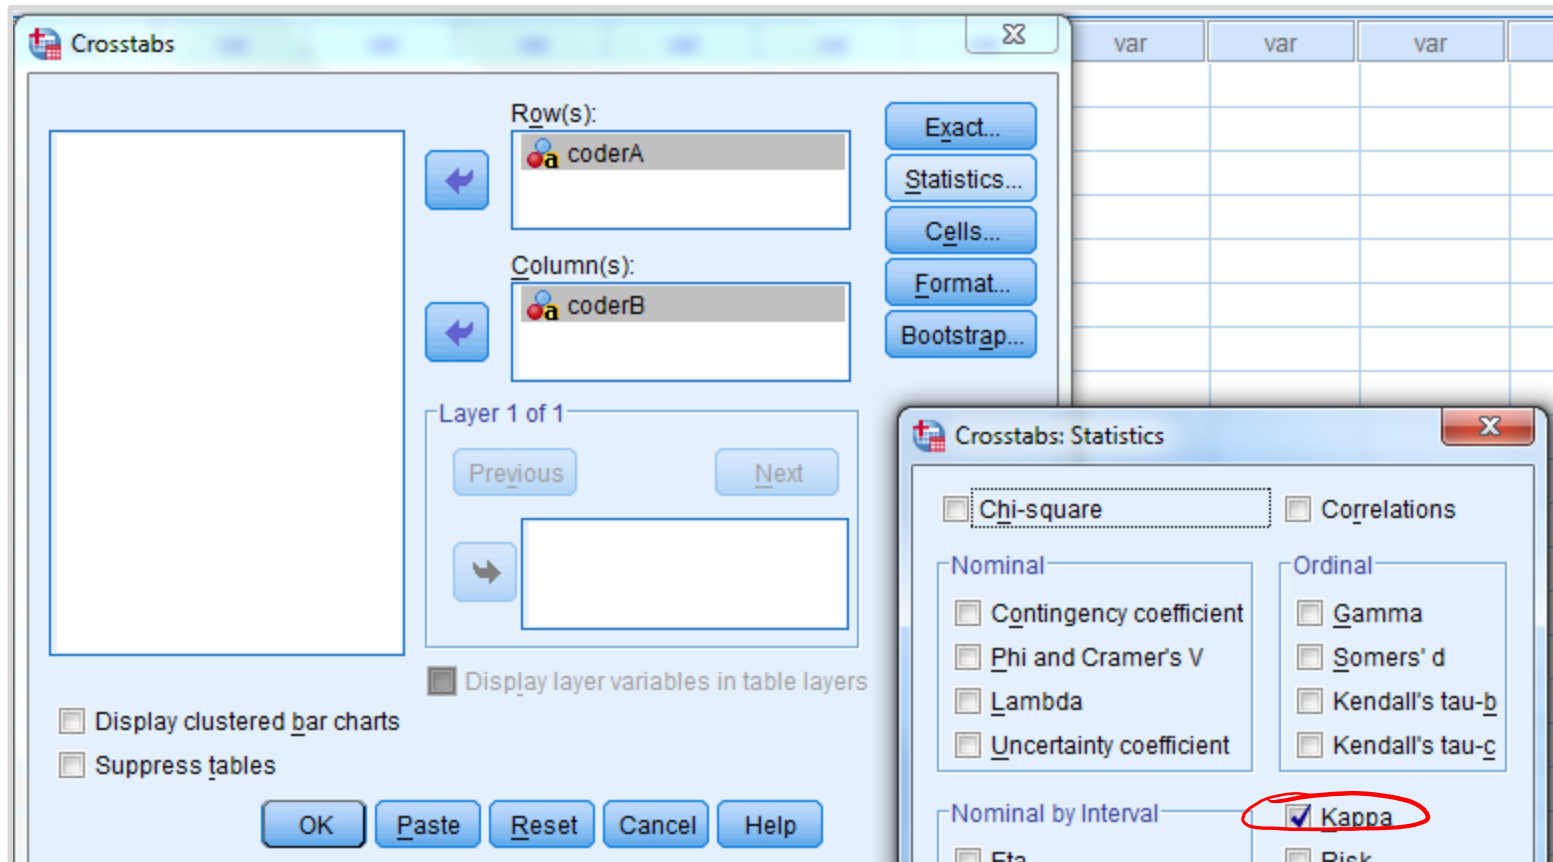 Crosstabs
var
var
var
Row(s):
coderA
Exact...
Statistics...
Cells...
Column(s):
coderB
Format...
Bootstrap...
Layer 1 of 1
Previous
Next
Display layer variables in table layers
Display clustered bar charts
Suppress tables
OK
Paste
Reset
Cancel
Help
Crosstabs: Statistics
Chi-square
Correlations
Nominal
Ordinal
Contingency coefficient
Gamma
Phi and Cramer's V
Somers' d
Lambda
Kendall's tau-b
Uncertainty coefficient
Kendall's tau-c
Nominal by Interval
Kappa
Eta
Risk